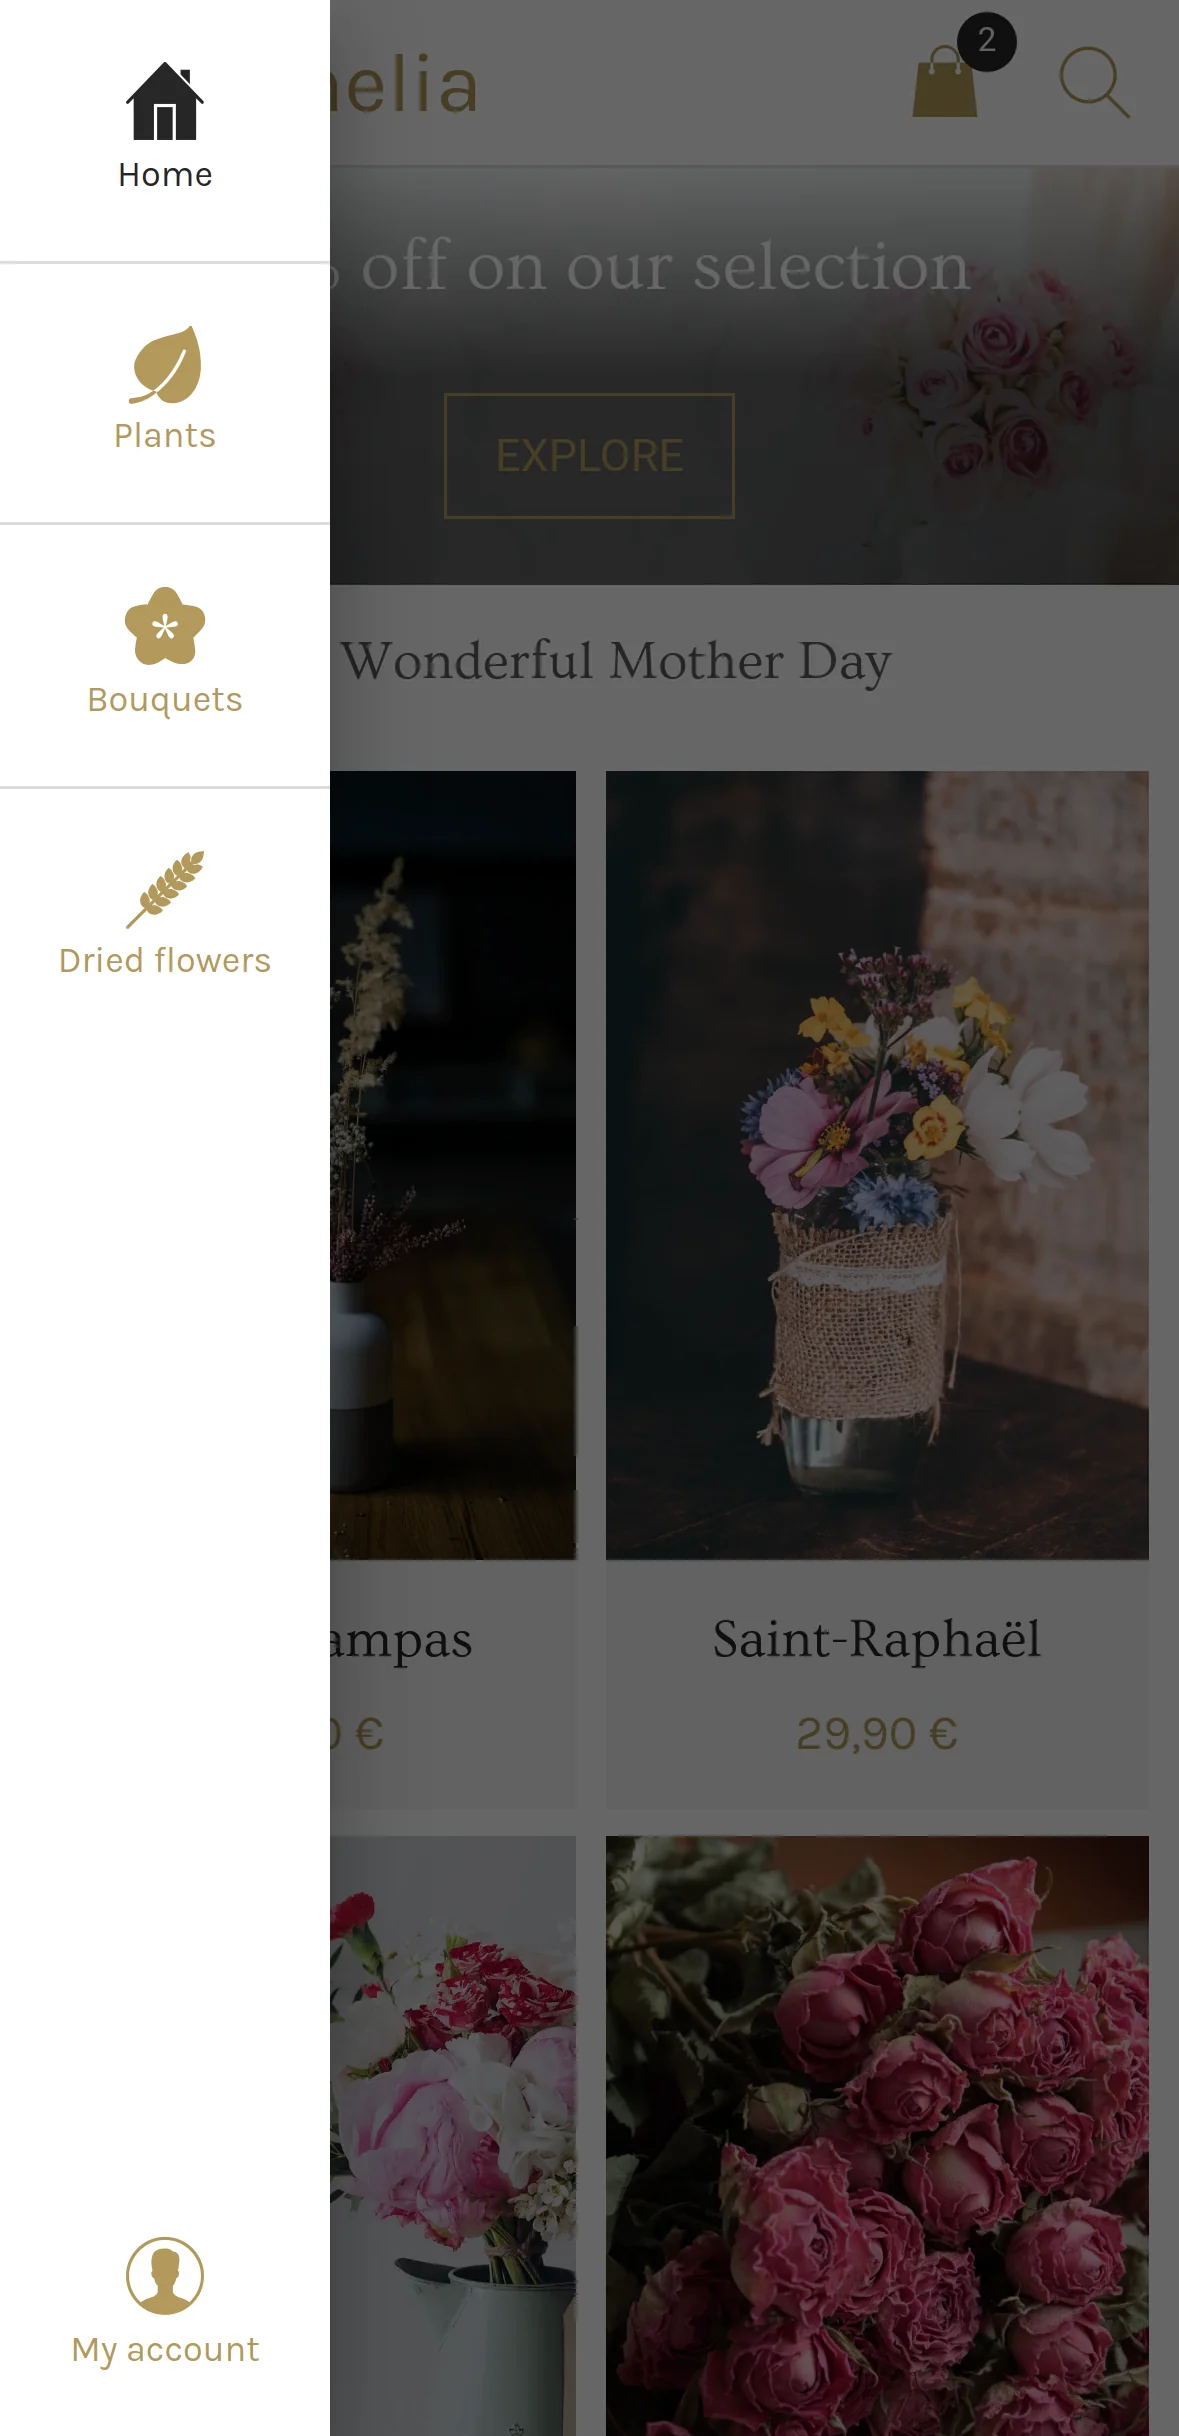 Home
Plants
Bouquets
Dried flowers
My account
elia
2
off on our selection
EXPLORE
Wonderful Mother Day
ampas
€
Saint-Raphaël
29,90 €